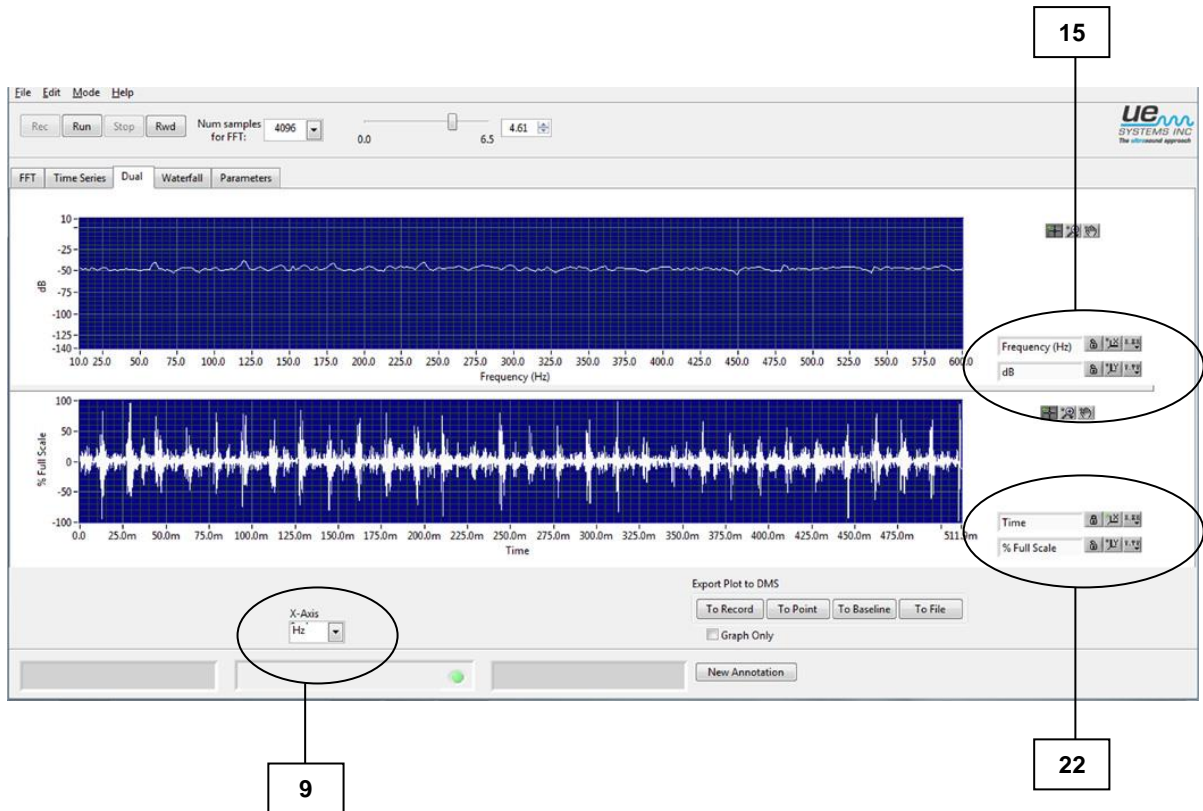 15
File Edit Mode Help
Rec Run Stop Rwd Num samples for FFT: 4096 0.0 6.5 4.61
ue SYSTEMS INC
The ultrasound approach
FFT Time Series Dual Waterfall Parameters
10
-25
-50
-75
-100
-125
-140
dB
10.0 25.0 50.0 75.0 100.0 125.0 150.0 175.0 200.0 225.0 250.0 275.0 300.0 325.0 350.0 375.0 400.0 425.0 450.0 475.0 500.0 525.0 550.0 575.0
Frequency (Hz)
Frequency (Hz)
dB
100
50
0
-50
-100
% Full Scale
0.0 25.0m 50.0m 75.0m 100.0m 125.0m 150.0m 175.0m 200.0m 225.0m 250.0m 275.0m 300.0m 325.0m 350.0m 375.0m 400.0m 425.0m 450.0m 475.0m
Time
Time
% Full Scale
Export Plot to DMS
To Record To Point To Baseline To File
Graph Only
X-Axis
Hz
New Annotation
9
22